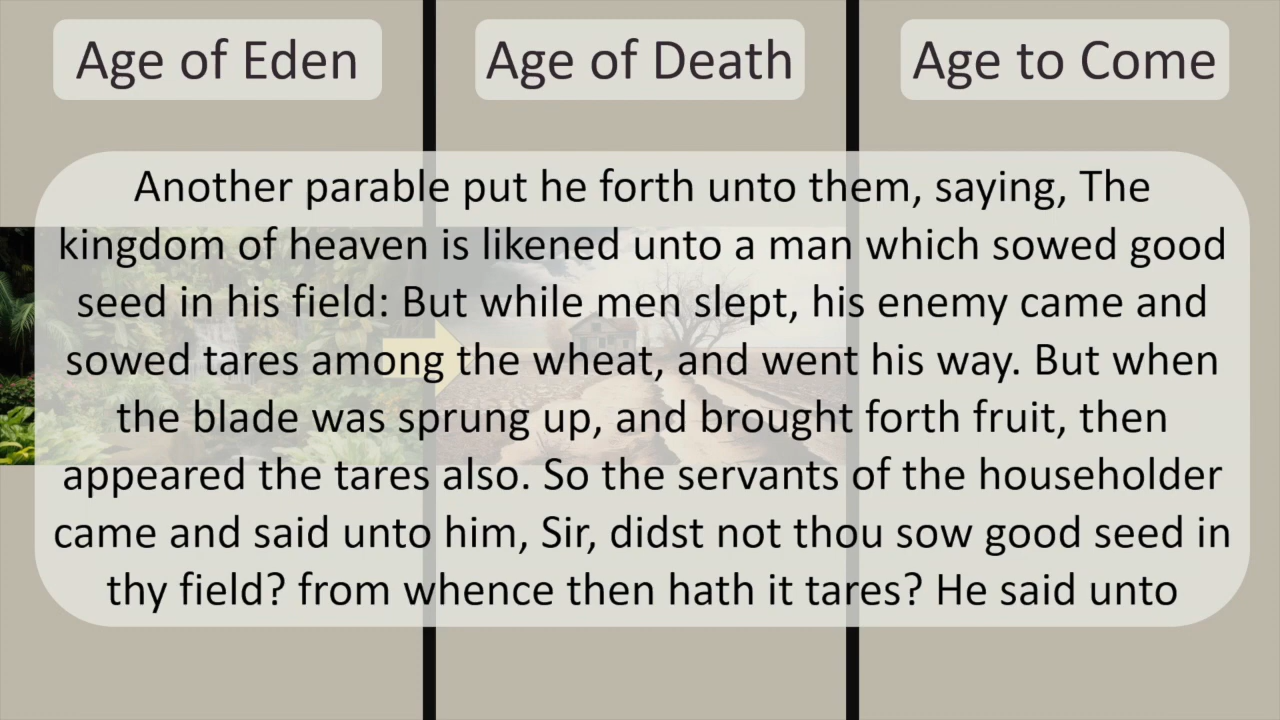 Age of Eden
Age of Death
Age to Come
Another parable put he forth unto them, saying, The
kingdom of heaven is likened unto a man which sowed good
seed in his field: But while men slept, his enemy came and
sowed tares among the wheat, and went his way. But when
the blade was sprung up, and brought forth fruit, then
appeared the tares also. So the servants of the householder
came and said unto him, Sir, didst not thou sow good seed in
thy field? from whence then hath it tares? He said unto